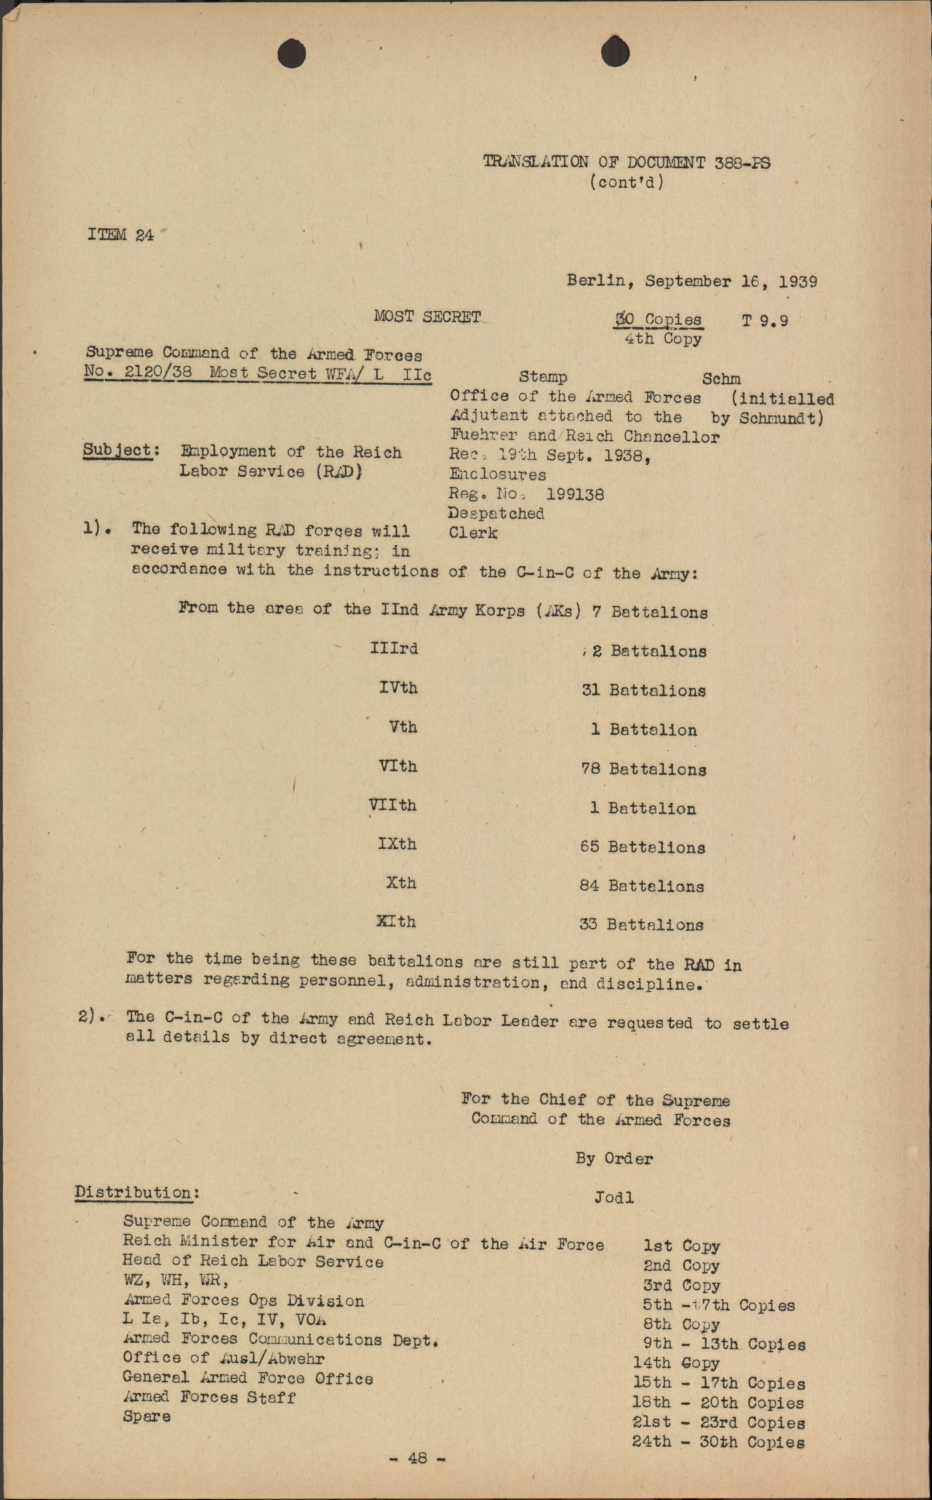 TRANSLATION OF DOCUMENT 388-PS
(cont'd)
ITEM 24
Berlin, September 16, 1939
MOST SECRET
30 Copies T 9.9
4th Copy
Supreme Command of the Armed Forces
No. 2120/38 Most Secret WFA/ L IIc
Stamp Schm
Office of the Armed Forces (initialled
Adjutant attached to the by Schmundt)
Fuehrer and Reich Chancellor
Rec. 19th Sept. 1938,
Enclosures
Reg. No. 199138
Despatched
Clerk
Subject: Employment of the Reich
Labor Service (RAD)
1). The following RAD forces will
receive military training; in
accordance with the instructions of the C-in-C of the Army:
From the area of the IInd Army Korps (AKs) 7 Battalions
IIIrd 2 Battalions
IVth 31 Battalions
Vth 1 Battalion
VIth 78 Battalions
VIIth 1 Battalion
IXth 65 Battalions
Xth 84 Battalions
XIth 33 Battalions
For the time being these battalions are still part of the RAD in
matters regarding personnel, administration, and discipline.
2). The C-in-C of the Army and Reich Labor Leader are requested to settle
all details by direct agreement.
For the Chief of the Supreme
Command of the Armed Forces
By Order
Jodl
Distribution:
Supreme Command of the Army
Reich Minister for Air and C-in-C of the Air Force 1st Copy
Head of Reich Labor Service 2nd Copy
WZ, WH, WR, 3rd Copy
Armed Forces Ops Division 5th -17th Copies
L Ia, Ib, Ic, IV, VOA 8th Copy
Armed Forces Communications Dept. 9th - 13th Copies
Office of Ausl/Abwehr 14th Copy
General Armed Force Office 15th - 17th Copies
Armed Forces Staff 18th - 20th Copies
Spare 21st - 23rd Copies
24th - 30th Copies
- 48 -